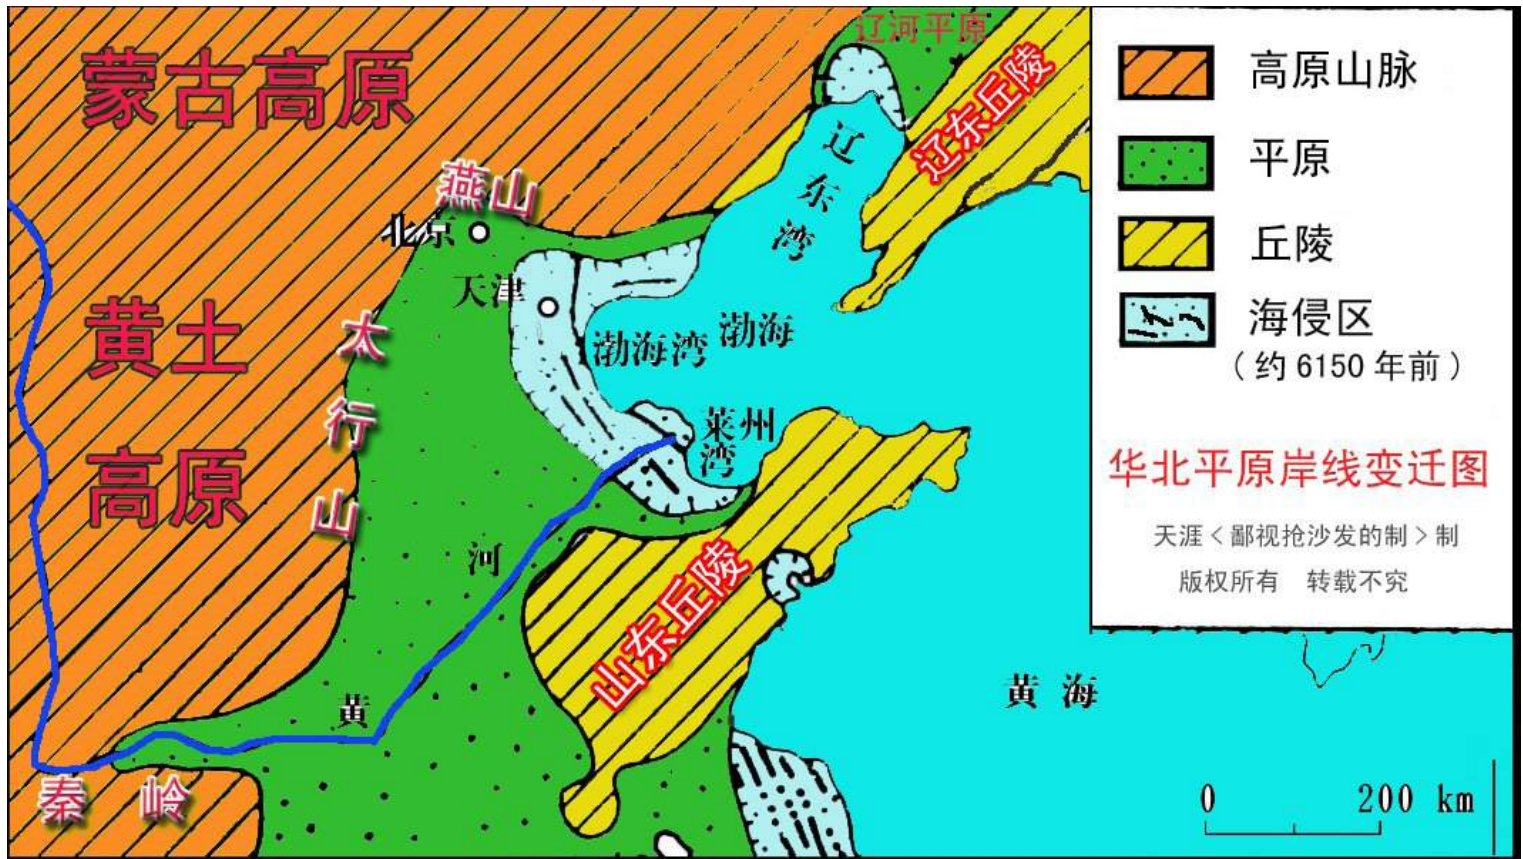 辽河平原
蒙古高原
辽东丘陵
辽东湾
燕山
北京
天津
渤海湾
渤海
黄土
高原
太行山
莱州
湾
山东丘陵
黄河
秦岭
黄海
高原山脉
平原
丘陵
海侵区
（约6150年前）
华北平原岸线变迁图
天涯<鄙视抢沙发的制>制
版权所有 转载不究
0 200 km